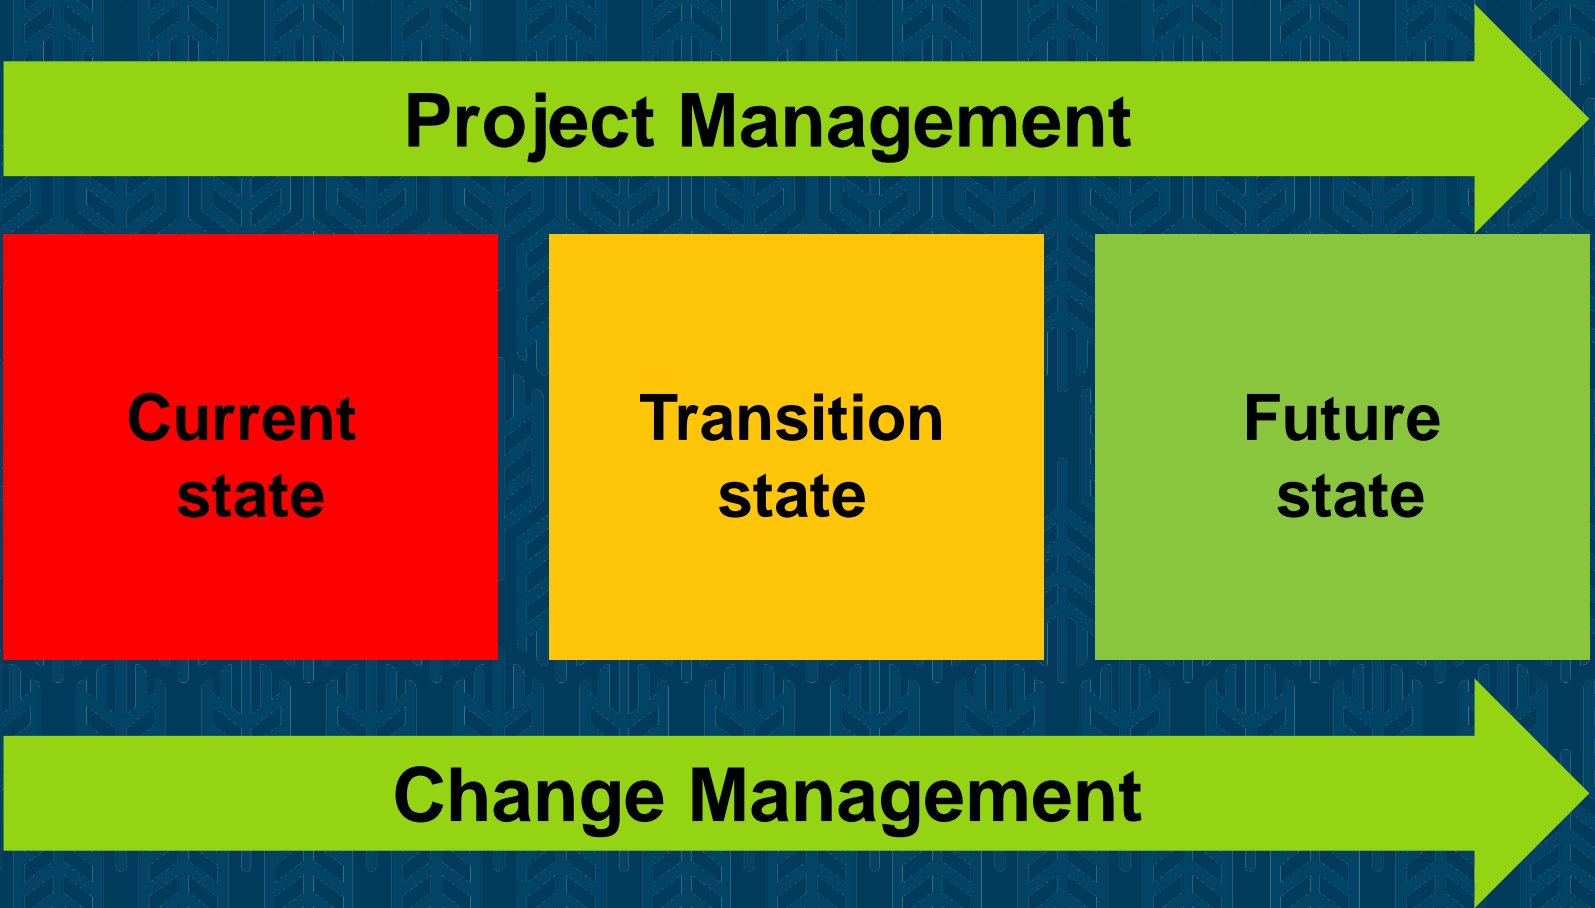 Project Management
Current
state
Transition
state
Future
state
Change Management